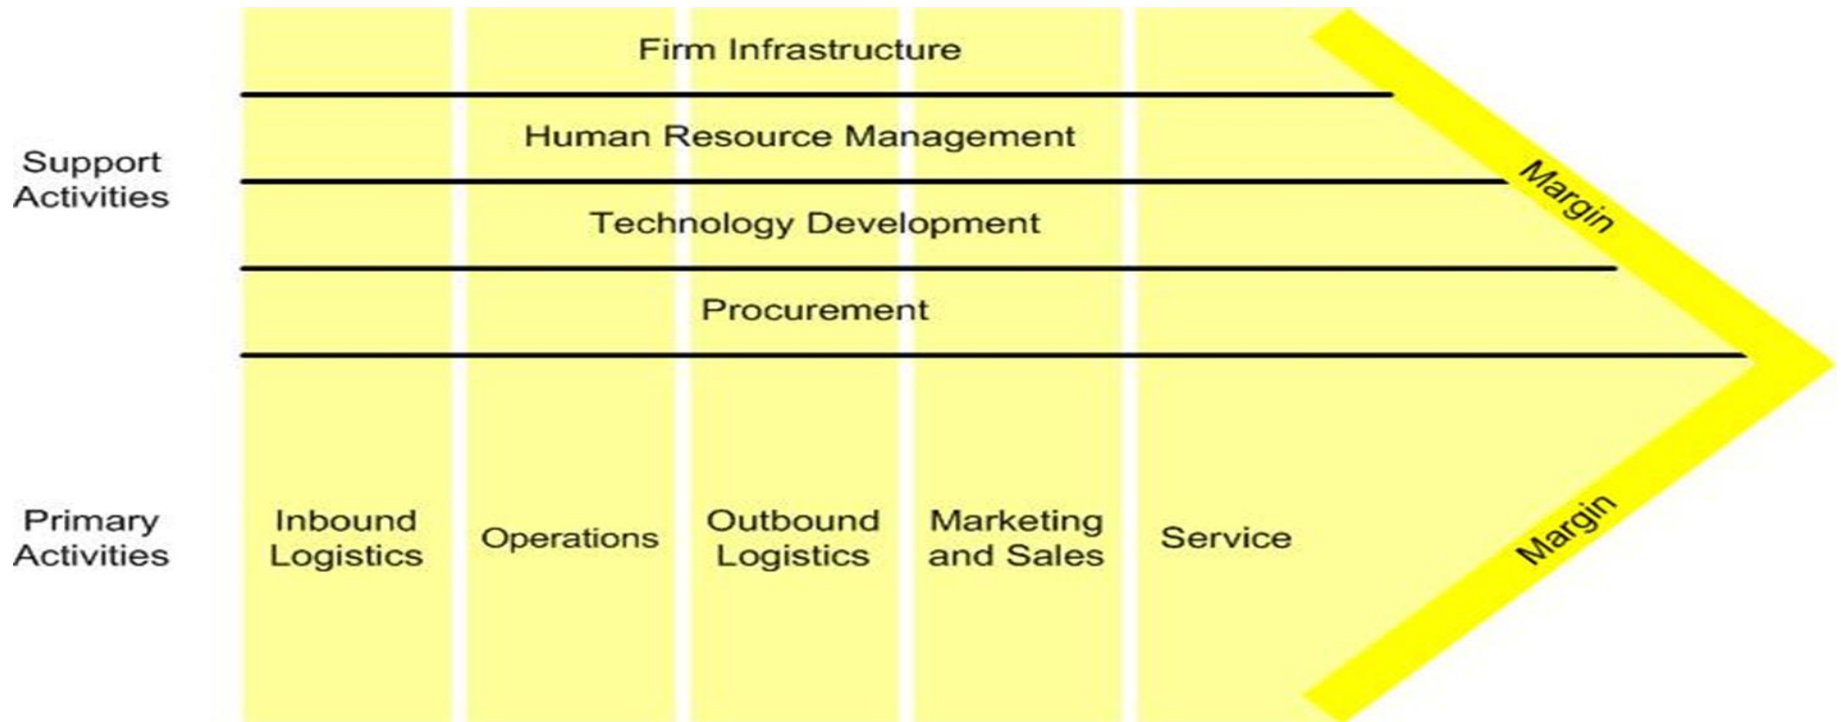 Firm Infrastructure
Human Resource Management
Support
Activities
Margin
Technology Development
Procurement
Primary
Activities
Inbound
Logistics
Operations
Outbound
Logistics
Marketing
and Sales
Service
Margin